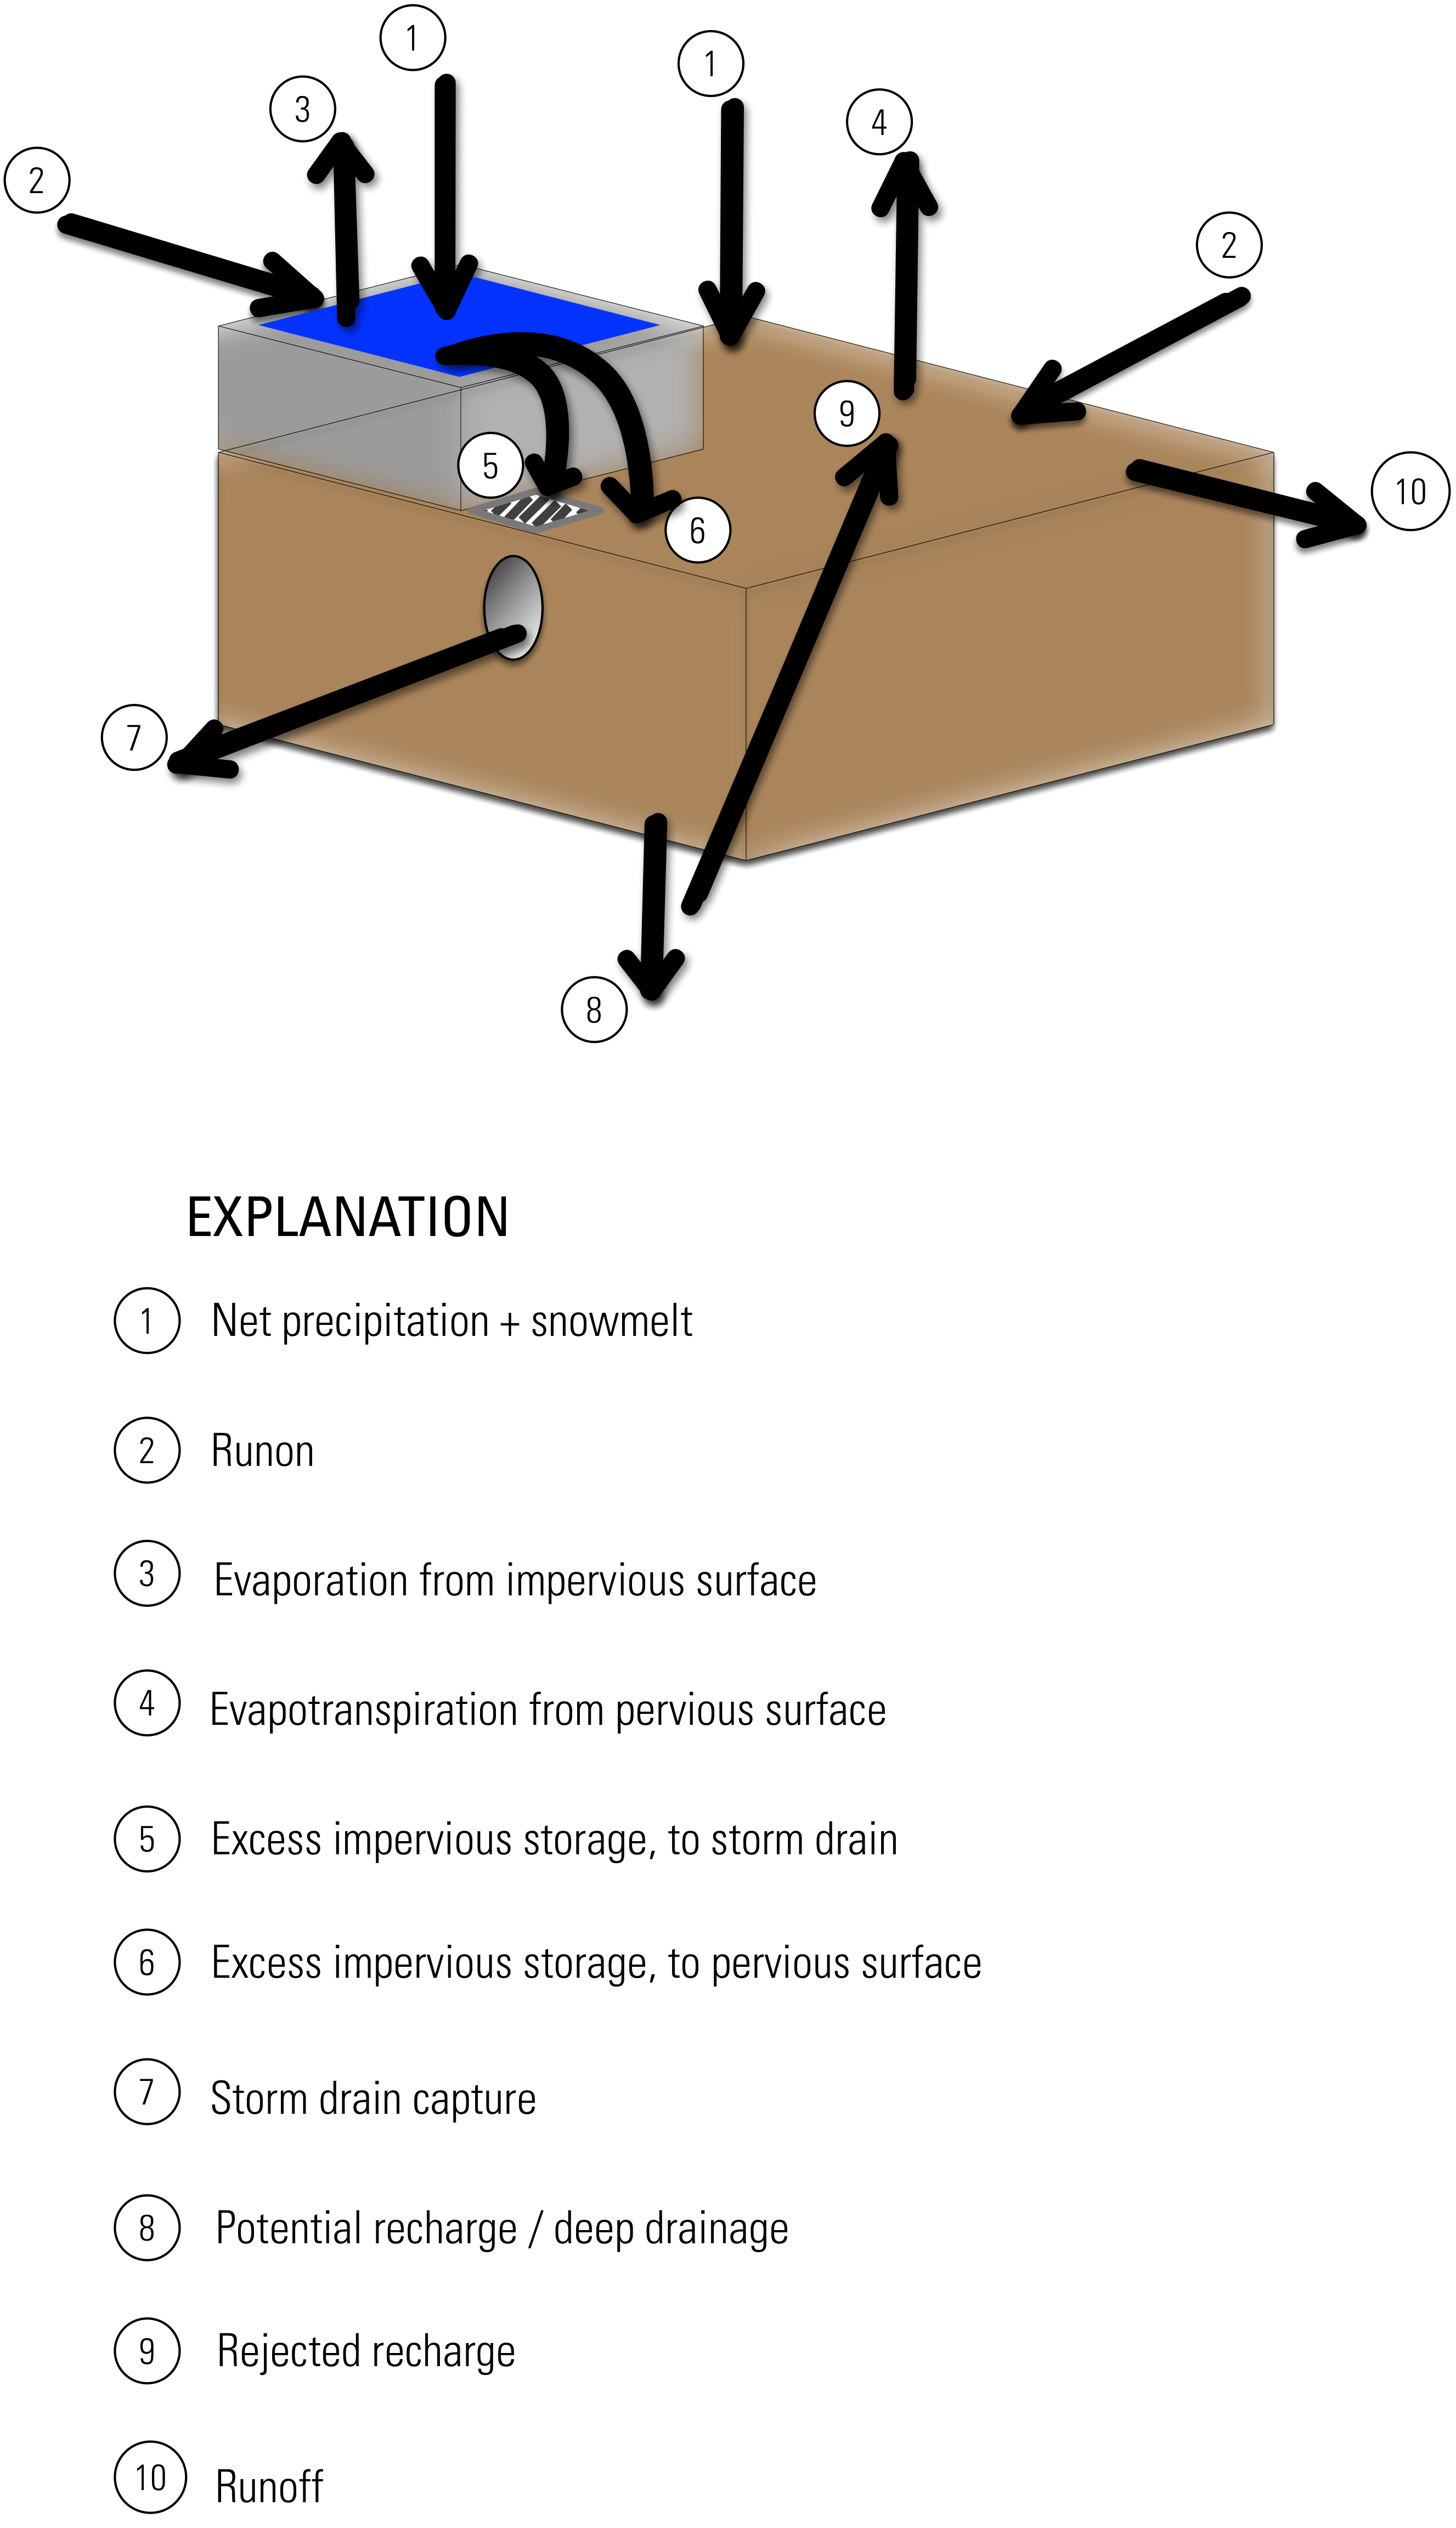 1
1
3
4
2
2
9
5
10
6
7
8
EXPLANATION
1 Net precipitation + snowmelt
2 Runon
3 Evaporation from impervious surface
4 Evapotranspiration from pervious surface
5 Excess impervious storage, to storm drain
6 Excess impervious storage, to pervious surface
7 Storm drain capture
8 Potential recharge / deep drainage
9 Rejected recharge
10 Runoff